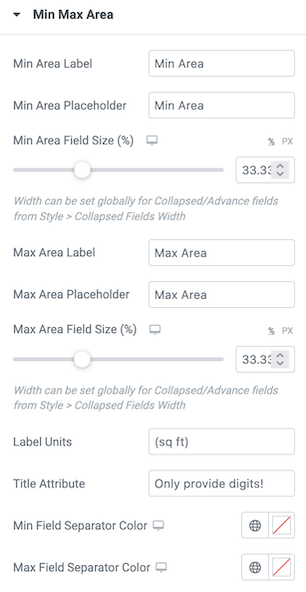 Min Max Area
Min Area Label Min Area
Min Area Placeholder Min Area
Min Area Field Size (%) % PX
33.33
Width can be set globally for Collapsed/Advance fields
from Style > Collapsed Fields Width
Max Area Label Max Area
Max Area Placeholder Max Area
Max Area Field Size (%) % PX
33.33
Width can be set globally for Collapsed/Advance fields
from Style > Collapsed Fields Width
Label Units (sq ft)
Title Attribute Only provide digits!
Min Field Separator Color
Max Field Separator Color